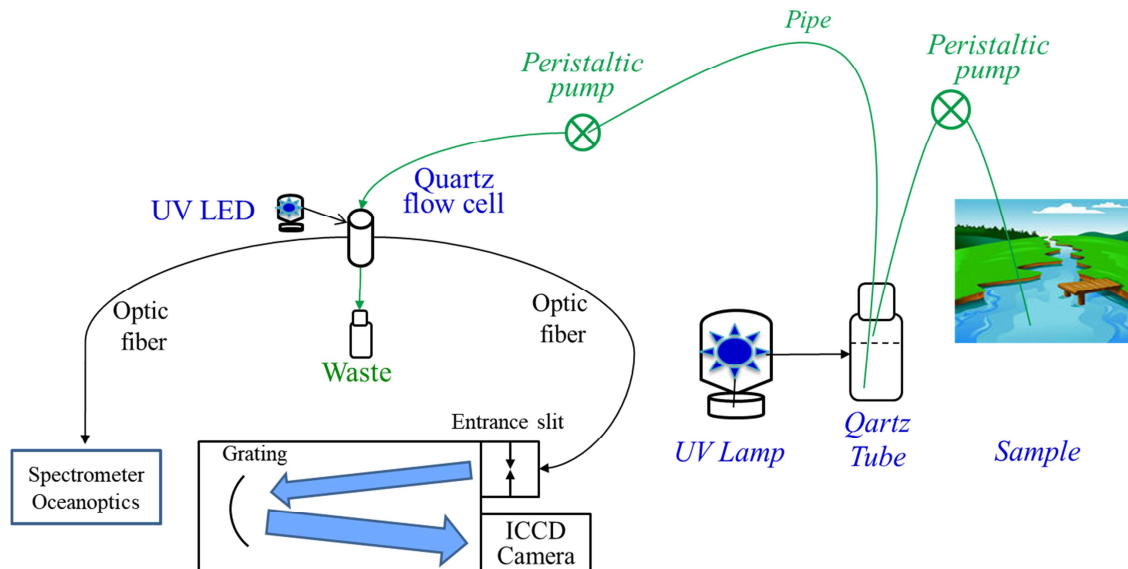 Pipe
Peristaltic
pump
Peristaltic
pump
UV LED
Quartz
flow cell
Optic
fiber
Optic
fiber
Waste
Entrance slit
Grating
Spectrometer
Oceanoptics
ICCD
Camera
UV Lamp
Qartz
Tube
Sample